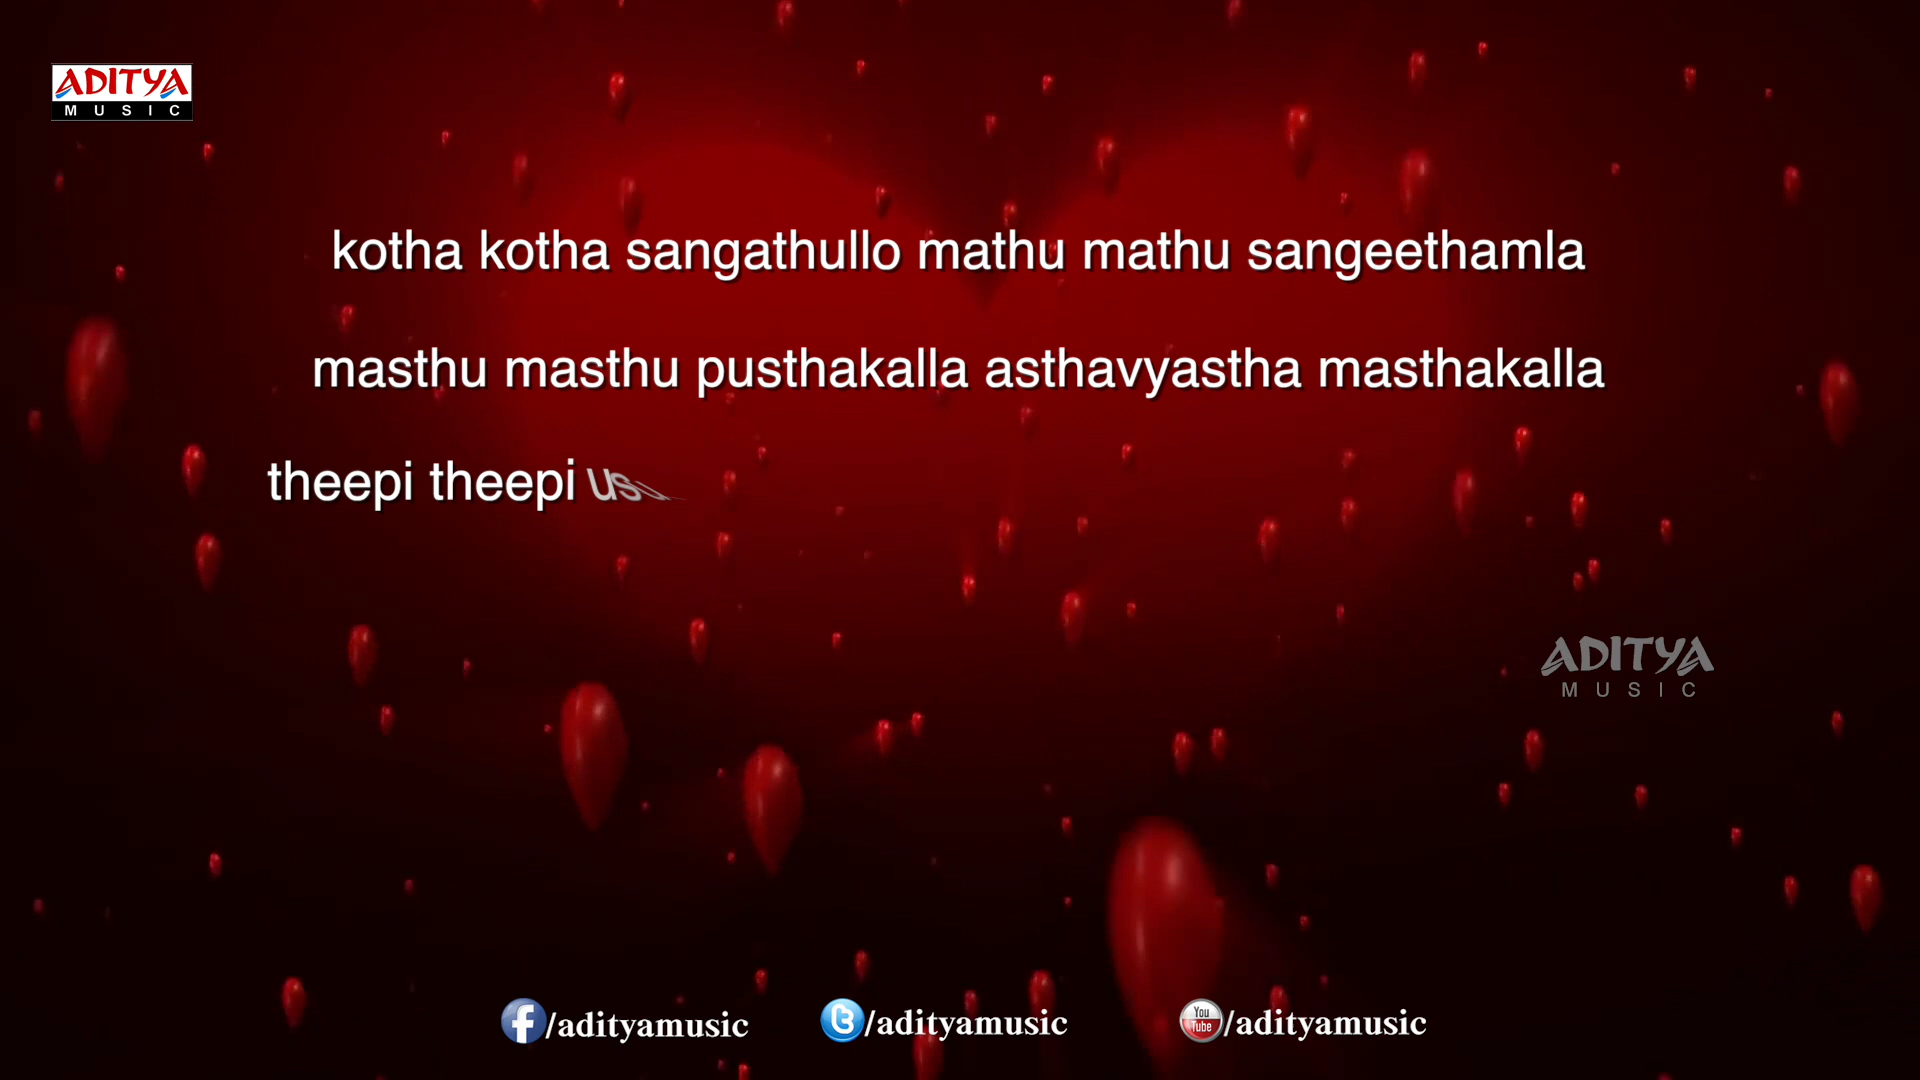 ADITYA
MUSIC
kotha kotha sangathullo mathu mathu sangeethamla
masthu masthu pusthakalla asthavyastha masthakalla
theepi theepi
ADITYA
MUSIC
/adityamusic /adityamusic You Tube /adityamusic